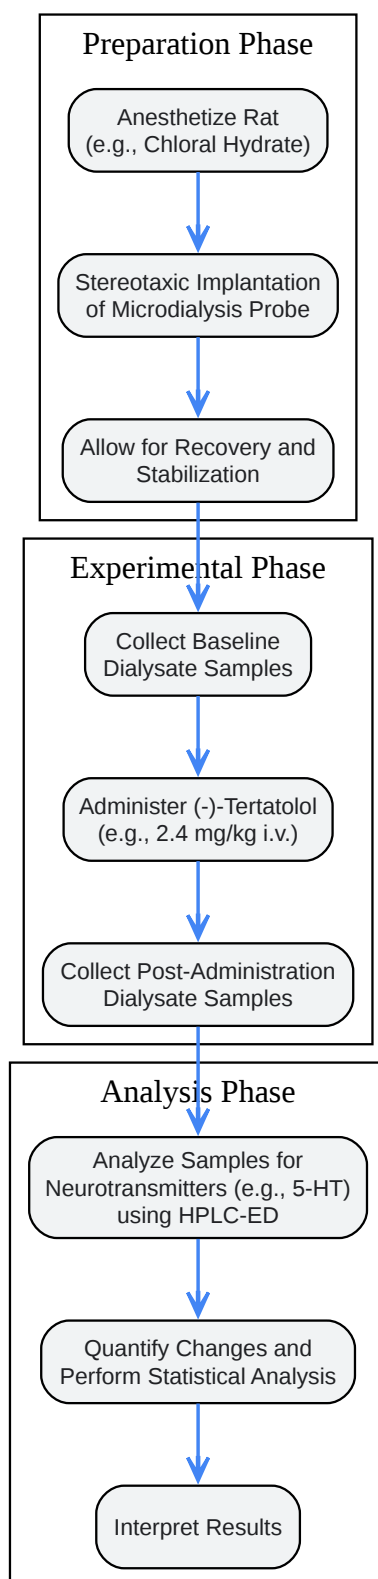 Preparation Phase
Anesthetize Rat
(e.g., Chloral Hydrate)
Stereotaxic Implantation
of Microdialysis Probe
Allow for Recovery and
Stabilization
Experimental Phase
Collect Baseline
Dialysate Samples
Administer (-)-Tertatolol
(e.g., 2.4 mg/kg i.v.)
Collect Post-Administration
Dialysate Samples
Analysis Phase
Analyze Samples for
Neurotransmitters (e.g., 5-HT)
using HPLC-ED
Quantify Changes and
Perform Statistical Analysis
Interpret Results